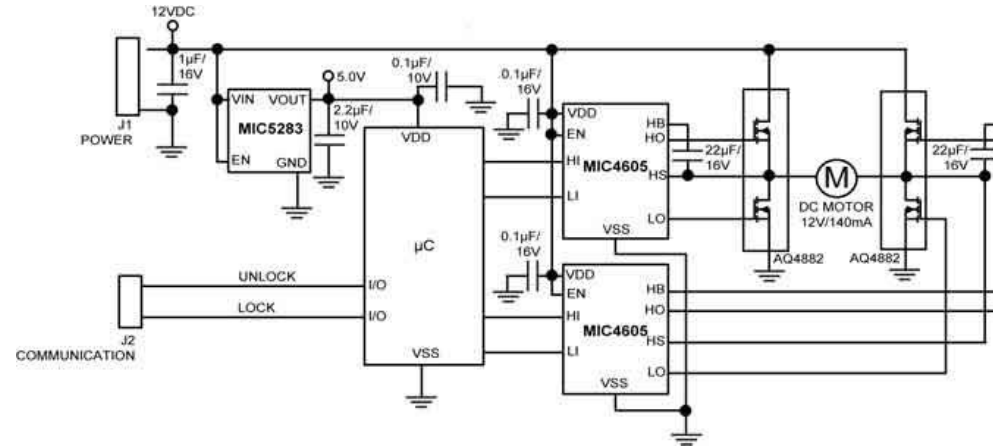 12VDC
1µF/
16V
J1
POWER
VIN
VOUT
MIC5283
EN
GND
5.0V
2.2µF/
10V
0.1µF/
10V
VDD
µC
I/O
I/O
VSS
UNLOCK
LOCK
J2
COMMUNICATION
0.1µF/
16V
VDD
EN
HI
LI
MIC4605
HB
HO
HS
LO
VSS
22µF/
16V
0.1µF/
16V
VDD
EN
HI
LI
MIC4605
HB
HO
HS
LO
VSS
M
DC MOTOR
12V/140mA
AQ4882
AQ4882
22µF/
16V